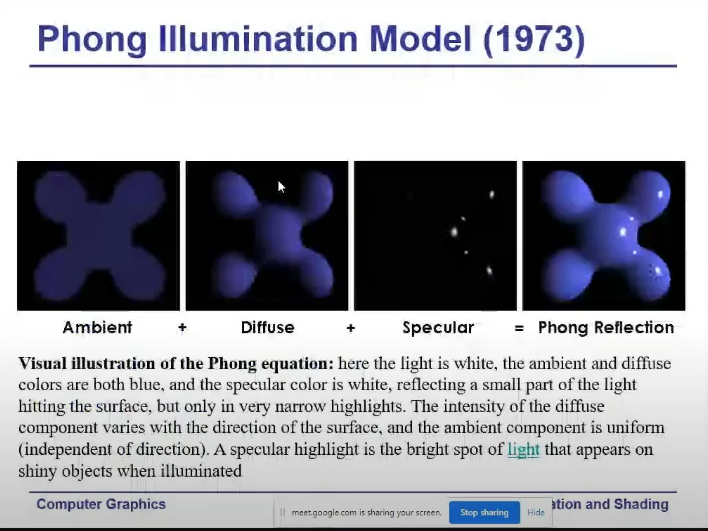 Phong Illumination Model (1973)
Ambient + Diffuse + Specular = Phong Reflection
Visual illustration of the Phong equation: here the light is white, the ambient and diffuse
colors are both blue, and the specular color is white, reflecting a small part of the light
hitting the surface, but only in very narrow highlights. The intensity of the diffuse
component varies with the direction of the surface, and the ambient component is uniform
(independent of direction). A specular highlight is the bright spot of light that appears on
shiny objects when illuminated
Computer Graphics
meet.google.com is sharing your screen. Stop sharing Hide
ation and Shading